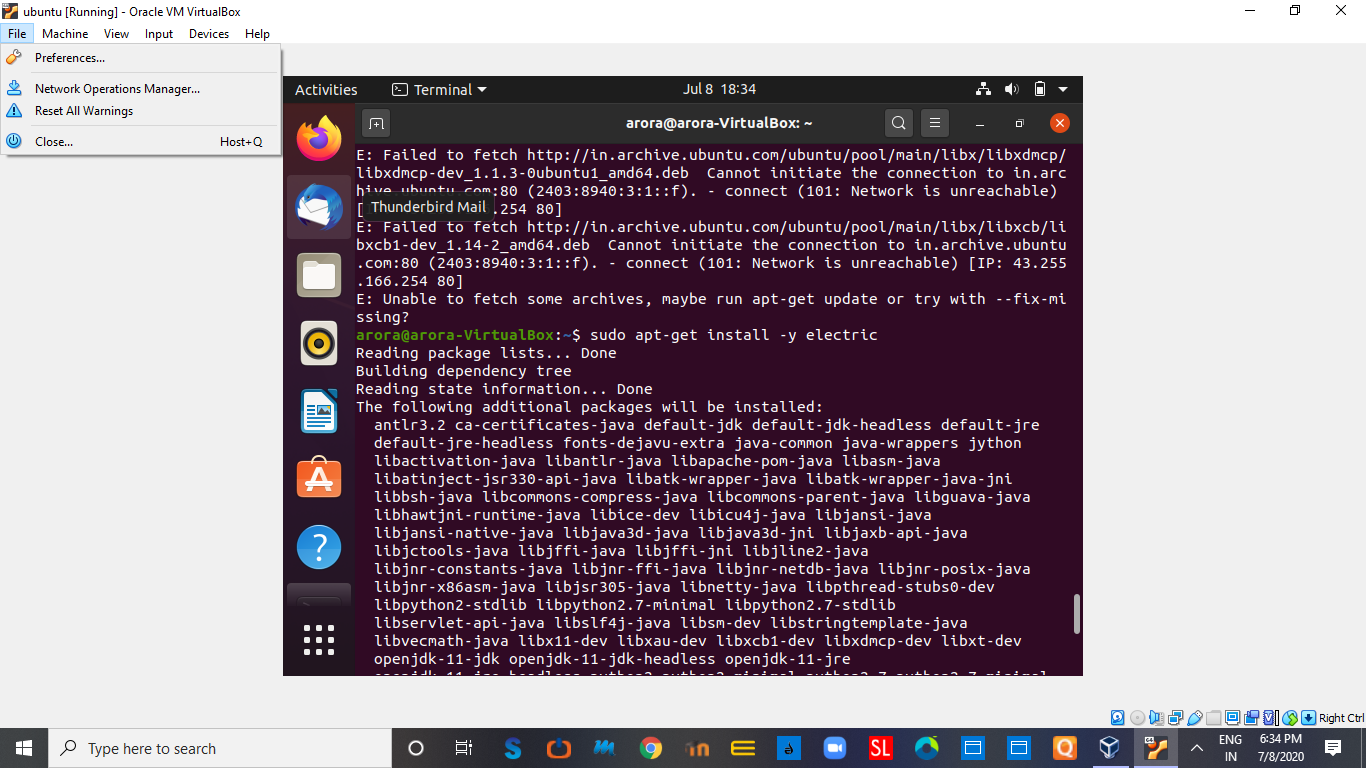 ubuntu [Running] - Oracle VM VirtualBox
File Machine View Input Devices Help
Preferences...
Network Operations Manager...
Reset All Warnings
Close... Host+Q
Activities Terminal Jul 8 18:34
arora@arora-VirtualBox: ~
E: Failed to fetch http://in.archive.ubuntu.com/ubuntu/pool/main/libx/libxdmcp/
libxdmcp-dev_1.1.3-0ubuntu1_amd64.deb Cannot initiate the connection to in.arc
hive.ubuntu.com:80 (2403:8940:3:1::f). - connect (101: Network is unreachable)
[ .254 80]
Thunderbird Mail
E: Failed to fetch http://in.archive.ubuntu.com/ubuntu/pool/main/libx/libxcb/li
bxcb1-dev_1.14-2_amd64.deb Cannot initiate the connection to in.archive.ubuntu
.com:80 (2403:8940:3:1::f). - connect (101: Network is unreachable) [IP: 43.255
.166.254 80]
E: Unable to fetch some archives, maybe run apt-get update or try with --fix-mi
ssing?
arora@arora-VirtualBox:~$ sudo apt-get install -y electric
Reading package lists... Done
Building dependency tree
Reading state information... Done
The following additional packages will be installed:
antlr3.2 ca-certificates-java default-jdk default-jdk-headless default-jre
default-jre-headless fonts-dejavu-extra java-common java-wrappers jython
libactivation-java libantlr-java libapache-pom-java libasm-java
libatinject-jsr330-api-java libatk-wrapper-java libatk-wrapper-java-jni
libbsh-java libcommons-compress-java libcommons-parent-java libguava-java
libhawtjni-runtime-java libice-dev libicu4j-java libjansi-java
libjansi-native-java libjava3d-java libjava3d-jni libjaxb-api-java
libjctools-java libjffi-java libjffi-jni libjline2-java
libjnr-constants-java libjnr-ffi-java libjnr-netdb-java libjnr-posix-java
libjnr-x86asm-java libjsr305-java libnetty-java libpthread-stubs0-dev
libpython2-stdlib libpython2.7-minimal libpython2.7-stdlib
libservlet-api-java libslf4j-java libsm-dev libstringtemplate-java
libvecmath-java libx11-dev libxau-dev libxcb1-dev libxdmcp-dev libxt-dev
openjdk-11-jdk openjdk-11-jdk-headless openjdk-11-jre
Right Ctrl
Type here to search
SL
ENG
IN
6:34 PM
7/8/2020